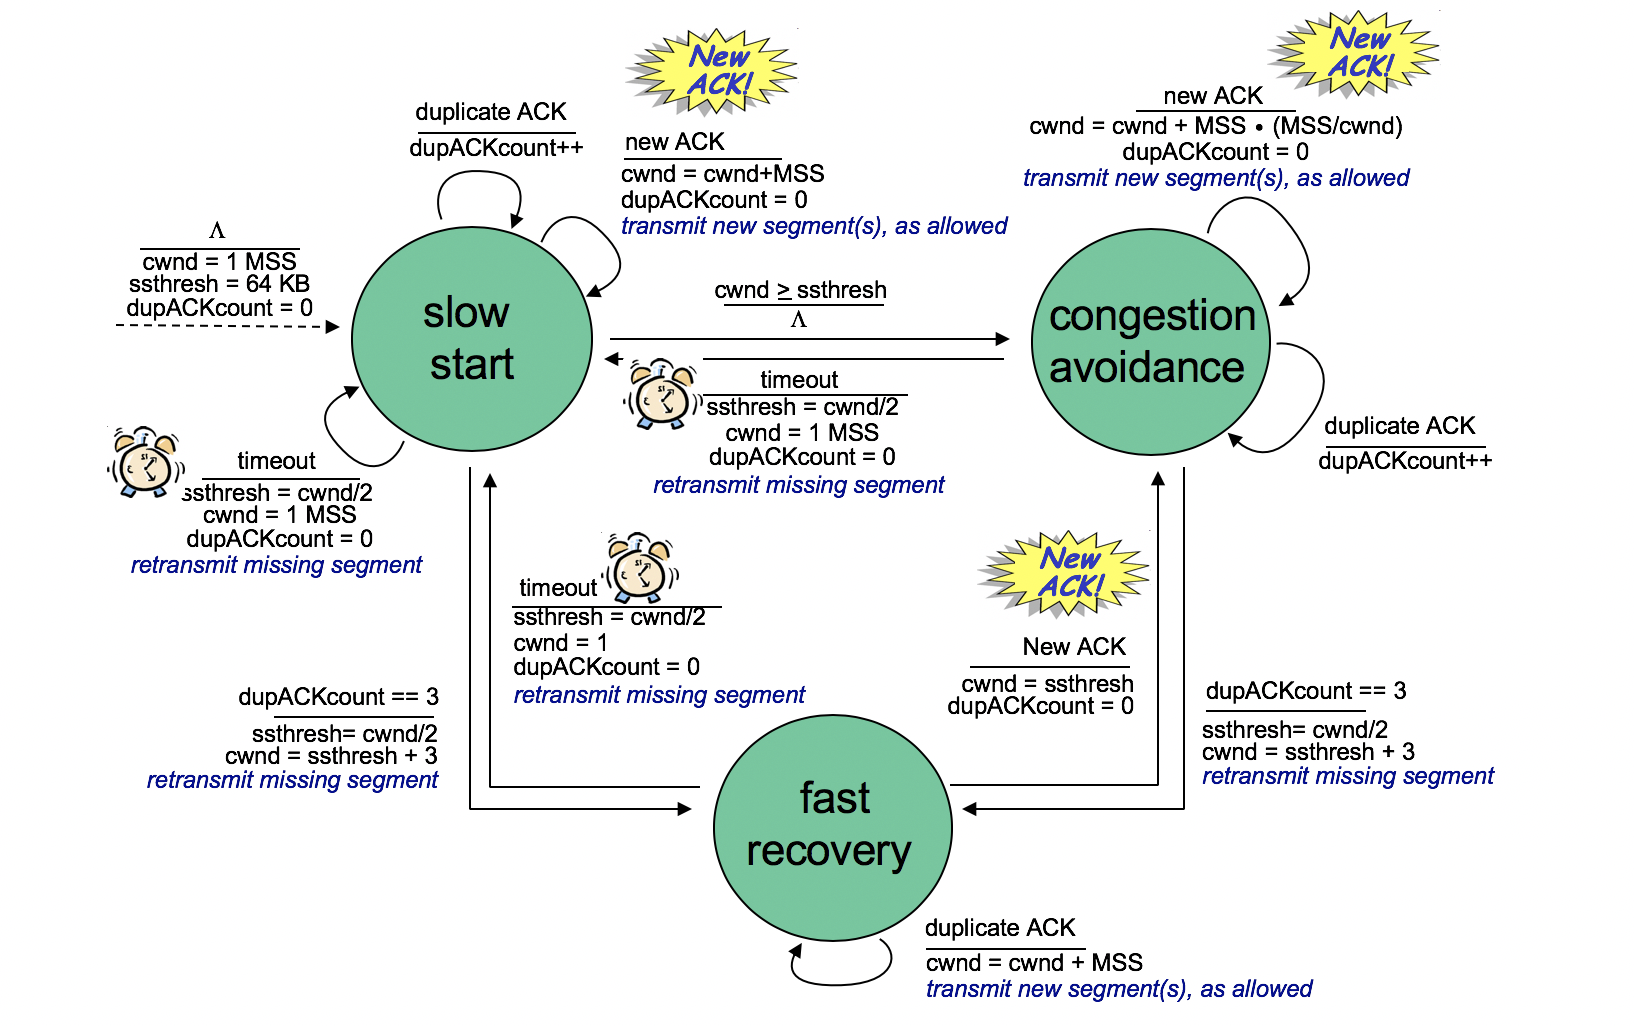 New
ACK!
duplicate ACK
dupACKcount++
new ACK
cwnd = cwnd+MSS
dupACKcount = 0
transmit new segment(s), as allowed
New
ACK!
new ACK
cwnd = cwnd + MSS • (MSS/cwnd)
dupACKcount = 0
transmit new segment(s), as allowed
Λ
cwnd = 1 MSS
ssthresh = 64 KB
dupACKcount = 0
slow
start
cwnd ≥ ssthresh
Λ
congestion
avoidance
timeout
ssthresh = cwnd/2
cwnd = 1 MSS
dupACKcount = 0
retransmit missing segment
duplicate ACK
dupACKcount++
timeout
ssthresh = cwnd/2
cwnd = 1 MSS
dupACKcount = 0
retransmit missing segment
timeout
ssthresh = cwnd/2
cwnd = 1
dupACKcount = 0
retransmit missing segment
New
ACK!
New ACK
cwnd = ssthresh
dupACKcount = 0
dupACKcount == 3
ssthresh= cwnd/2
cwnd = ssthresh + 3
retransmit missing segment
dupACKcount == 3
ssthresh= cwnd/2
cwnd = ssthresh + 3
retransmit missing segment
fast
recovery
duplicate ACK
cwnd = cwnd + MSS
transmit new segment(s), as allowed